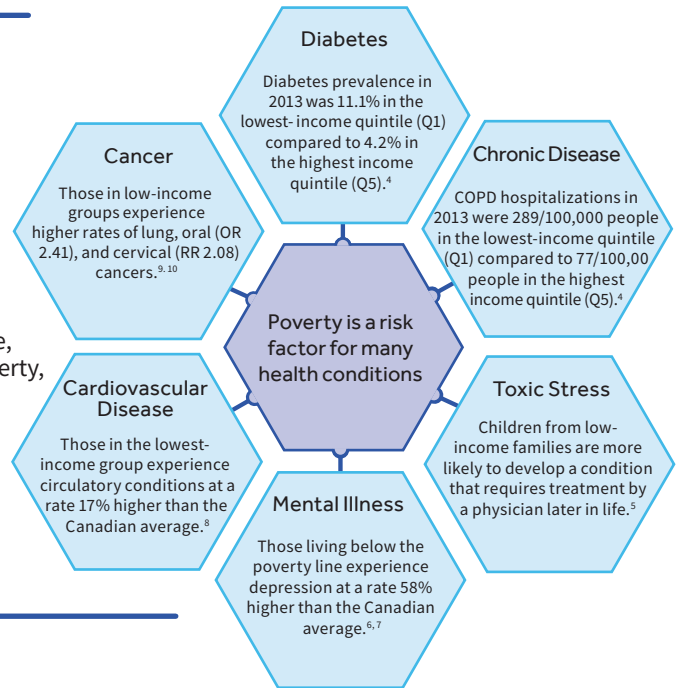 Diabetes
Diabetes prevalence in
2013 was 11.1% in the
lowest- income quintile (Q1)
compared to 4.2% in
the highest income
quintile (Q5).⁴
Chronic Disease
COPD hospitalizations in
2013 were 289/100,000 people
in the lowest-income quintile
(Q1) compared to 77/100,00
people in the highest
income quintile (Q5).⁴
Toxic Stress
Children from low-
income families are more
likely to develop a condition
that requires treatment by
a physician later in life.⁵
Mental Illness
Those living below the
poverty line experience
depression at a rate 58%
higher than the Canadian
average.⁶,⁷
Cardiovascular
Disease
Those in the lowest-
income group experience
circulatory conditions at a
rate 17% higher than the
Canadian average.⁸
Cancer
Those in low-income
groups experience
higher rates of lung, oral (OR
2.41), and cervical (RR 2.08)
cancers.⁹,¹⁰
Poverty is a risk
factor for many
health conditions
e,
erty,